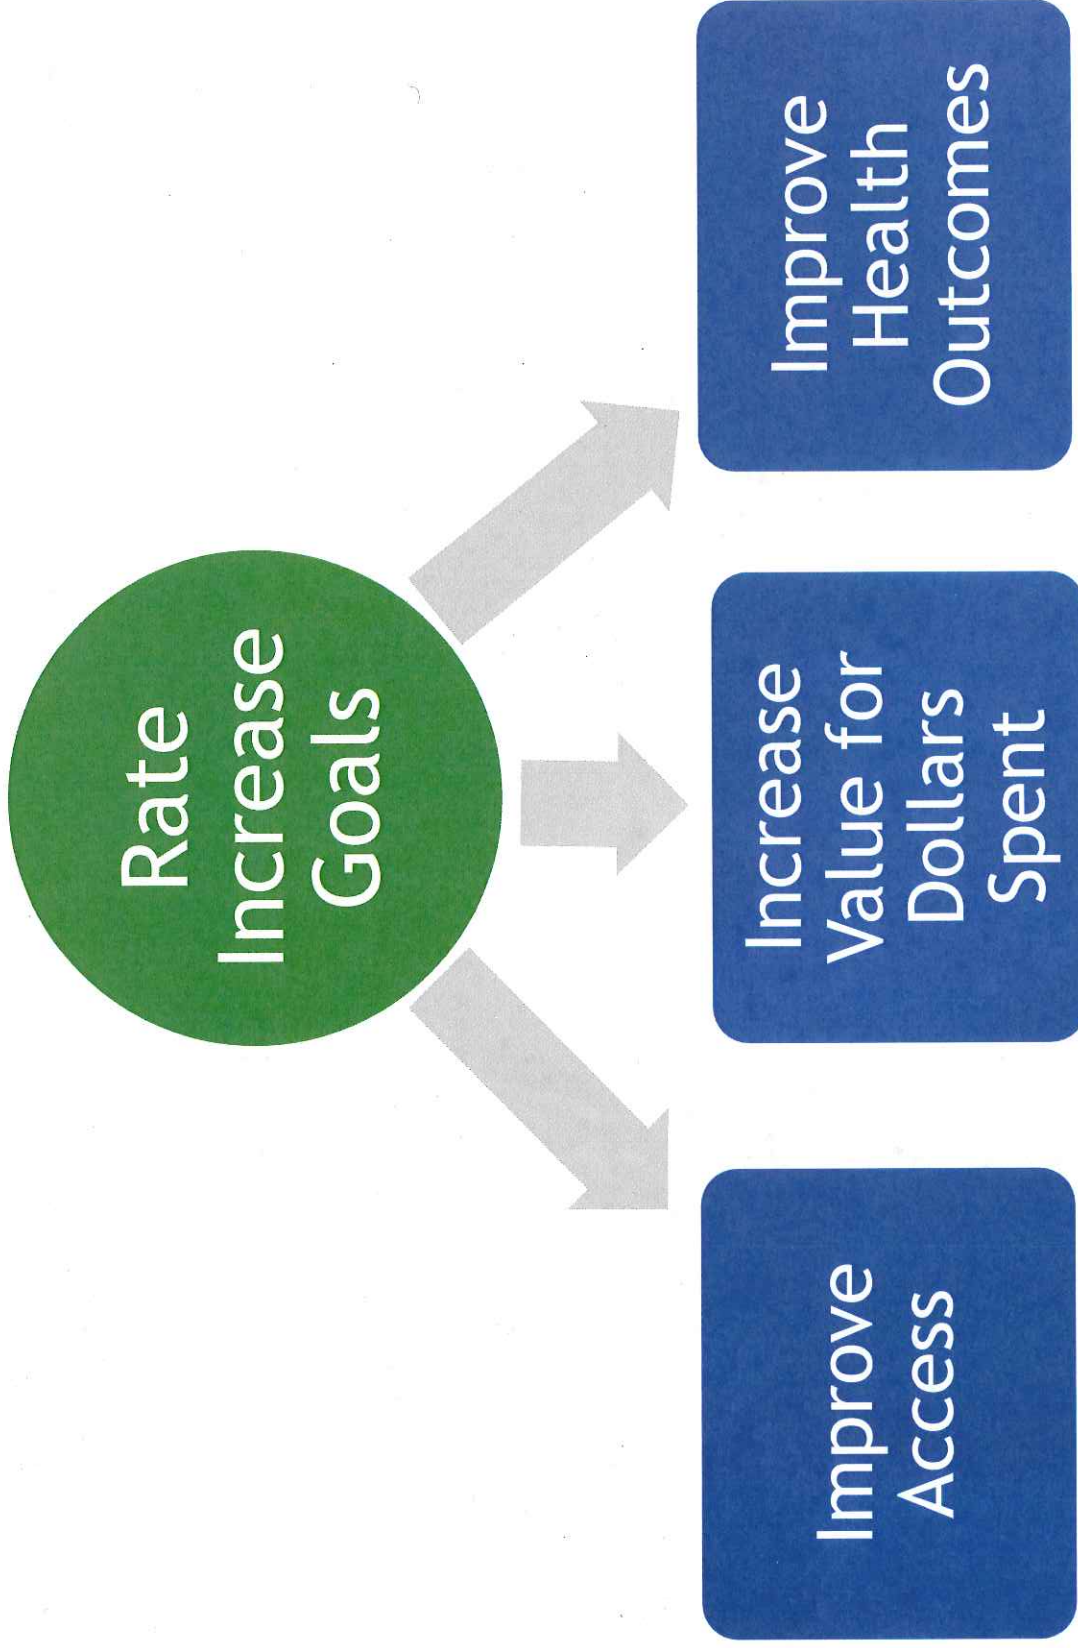 Rate
Increase
Goals
Improve
Access
Increase
Value for
Dollars
Spent
Improve
Health
Outcomes